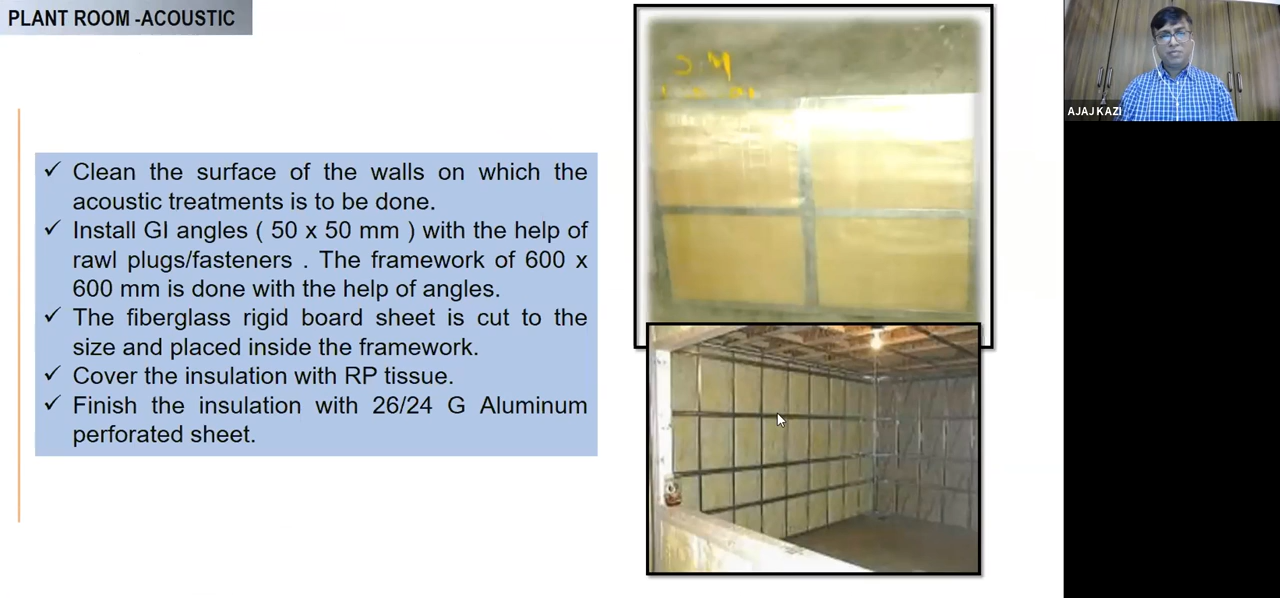 PLANT ROOM -ACOUSTIC
✓ Clean the surface of the walls on which the
acoustic treatments is to be done.
✓ Install GI angles ( 50 x 50 mm ) with the help of
rawl plugs/fasteners . The framework of 600 x
600 mm is done with the help of angles.
✓ The fiberglass rigid board sheet is cut to the
size and placed inside the framework.
✓ Cover the insulation with RP tissue.
✓ Finish the insulation with 26/24 G Aluminum
perforated sheet.
AJAJ KAZI